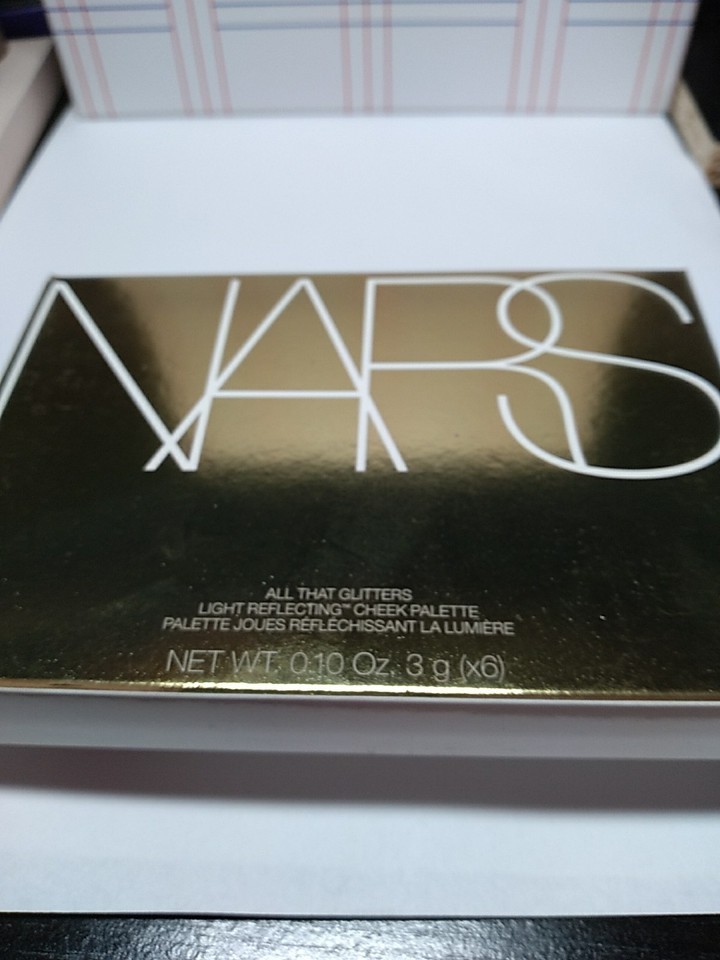 NARS
ALL THAT GLITTERS
LIGHT REFLECTING™ CHEEK PALETTE
PALETTE JOUES RÉFLÉCHISSANT LA LUMIÈRE
NET WT. 0.10 Oz. 3 g (x6)